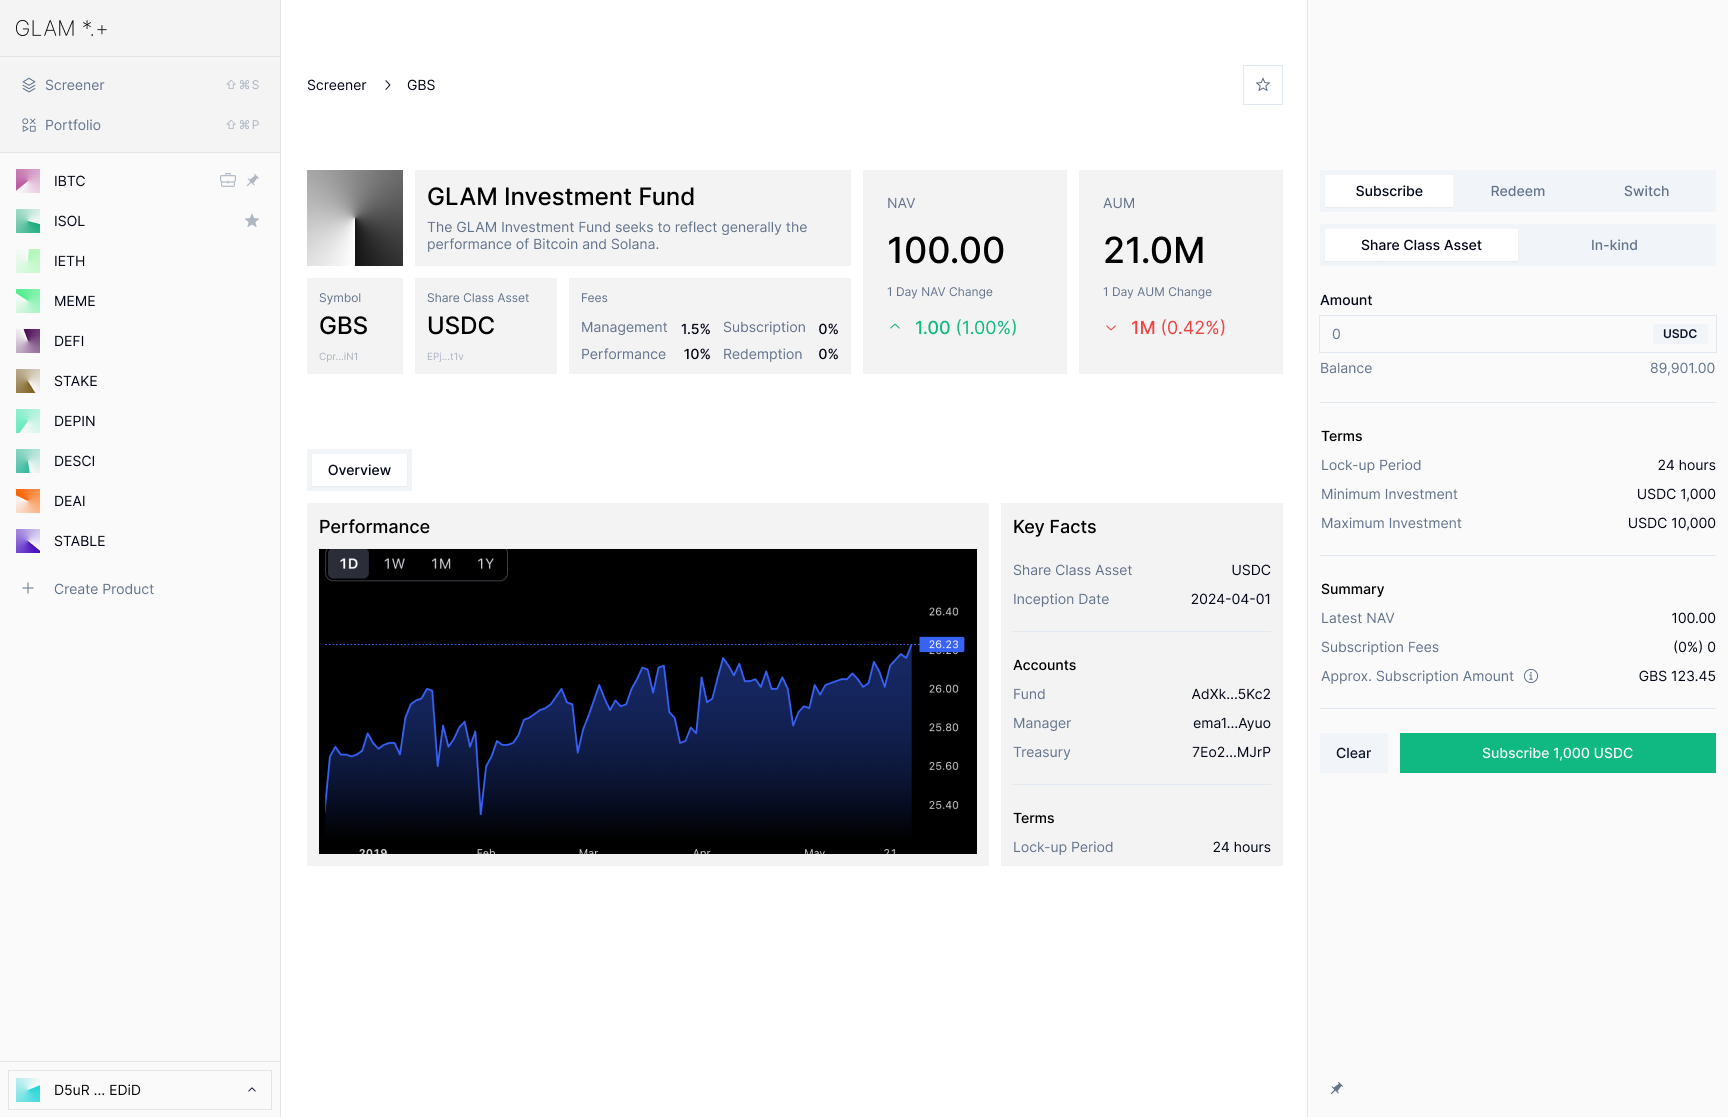 GLAM *.+
Screener ⇧⌘S
Portfolio ⇧⌘P
IBTC
ISOL
IETH
MEME
DEFI
STAKE
DEPIN
DESCI
DEAI
STABLE
Create Product
D5uR ... EDiD
Screener > GBS
GLAM Investment Fund
The GLAM Investment Fund seeks to reflect generally the
performance of Bitcoin and Solana.
Symbol
GBS
Cpr...iN1
Share Class Asset
USDC
EPj...t1v
Fees
Management 1.5% Subscription 0%
Performance 10% Redemption 0%
NAV
100.00
1 Day NAV Change
1.00 (1.00%)
AUM
21.0M
1 Day AUM Change
1M (0.42%)
Overview
Performance
1D 1W 1M 1Y
26.40
26.23
26.00
25.80
25.60
25.40
2019 Feb Mar Apr May 21
Key Facts
Share Class Asset USDC
Inception Date 2024-04-01
Accounts
Fund AdXk...5Kc2
Manager ema1...Ayuo
Treasury 7Eo2...MJrP
Terms
Lock-up Period 24 hours
Subscribe Redeem Switch
Share Class Asset In-kind
Amount
0 USDC
Balance 89,901.00
Terms
Lock-up Period 24 hours
Minimum Investment USDC 1,000
Maximum Investment USDC 10,000
Summary
Latest NAV 100.00
Subscription Fees (0%) 0
Approx. Subscription Amount GBS 123.45
Clear Subscribe 1,000 USDC